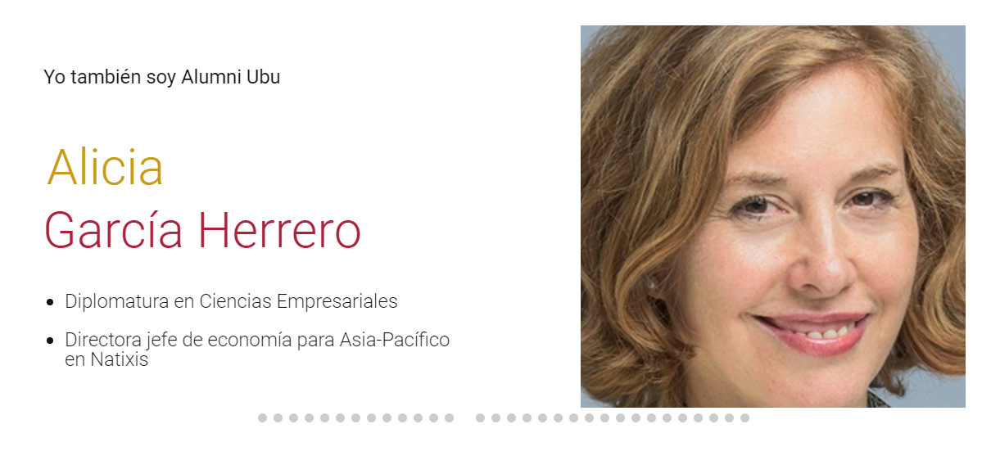 Yo también soy Alumni Ubu
Alicia
García Herrero
Diplomatura en Ciencias Empresariales
Directora jefe de economía para Asia-Pacífico
en Natixis